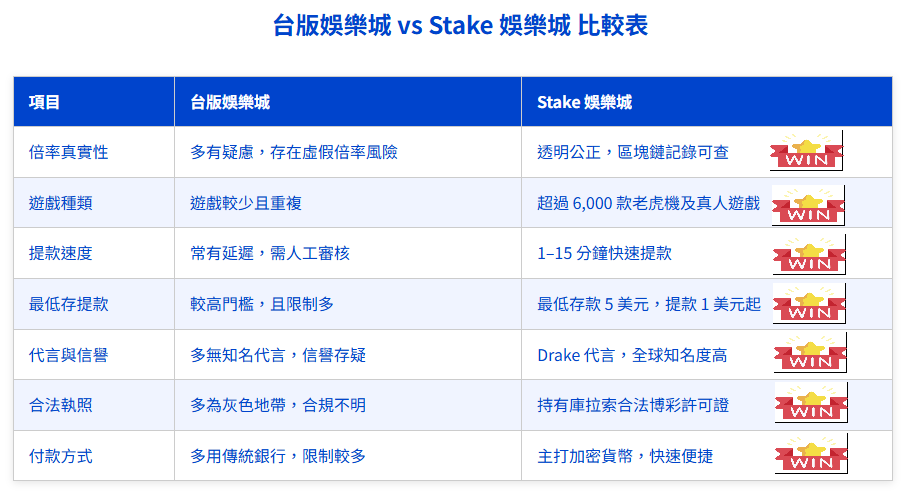 台版娛樂城 vs Stake 娛樂城 比較表
項目 台版娛樂城 Stake 娛樂城
倍率真實性 多有疑慮，存在虛假倍率風險 透明公正，區塊鏈記錄可查 WIN
遊戲種類 遊戲較少且重複 超過 6,000 款老虎機及真人遊戲 WIN
提款速度 常有延遲，需人工審核 1–15 分鐘快速提款 WIN
最低存提款 較高門檻，且限制多 最低存款 5 美元，提款 1 美元起 WIN
代言與信譽 多無知名代言，信譽存疑 Drake 代言，全球知名度高 WIN
合法執照 多為灰色地帶，合規不明 持有庫拉索合法博彩許可證 WIN
付款方式 多用傳統銀行，限制較多 主打加密貨幣，快速便捷 WIN